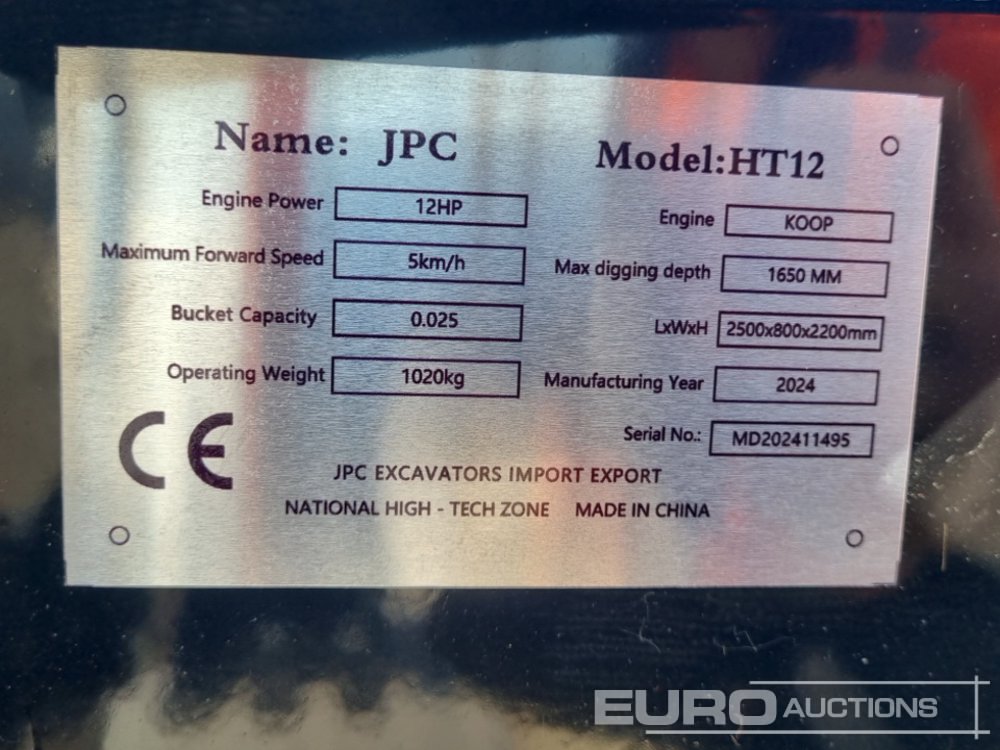 Name: JPC Model:HT12
Engine Power 12HP Engine KOOP
Maximum Forward Speed 5km/h Max digging depth 1650 MM
Bucket Capacity 0.025 LxWxH 2500x800x2200mm
Operating Weight 1020kg Manufacturing Year 2024
CE Serial No.: MD202411495
JPC EXCAVATORS IMPORT EXPORT
NATIONAL HIGH - TECH ZONE MADE IN CHINA
EURO AUCTIONS